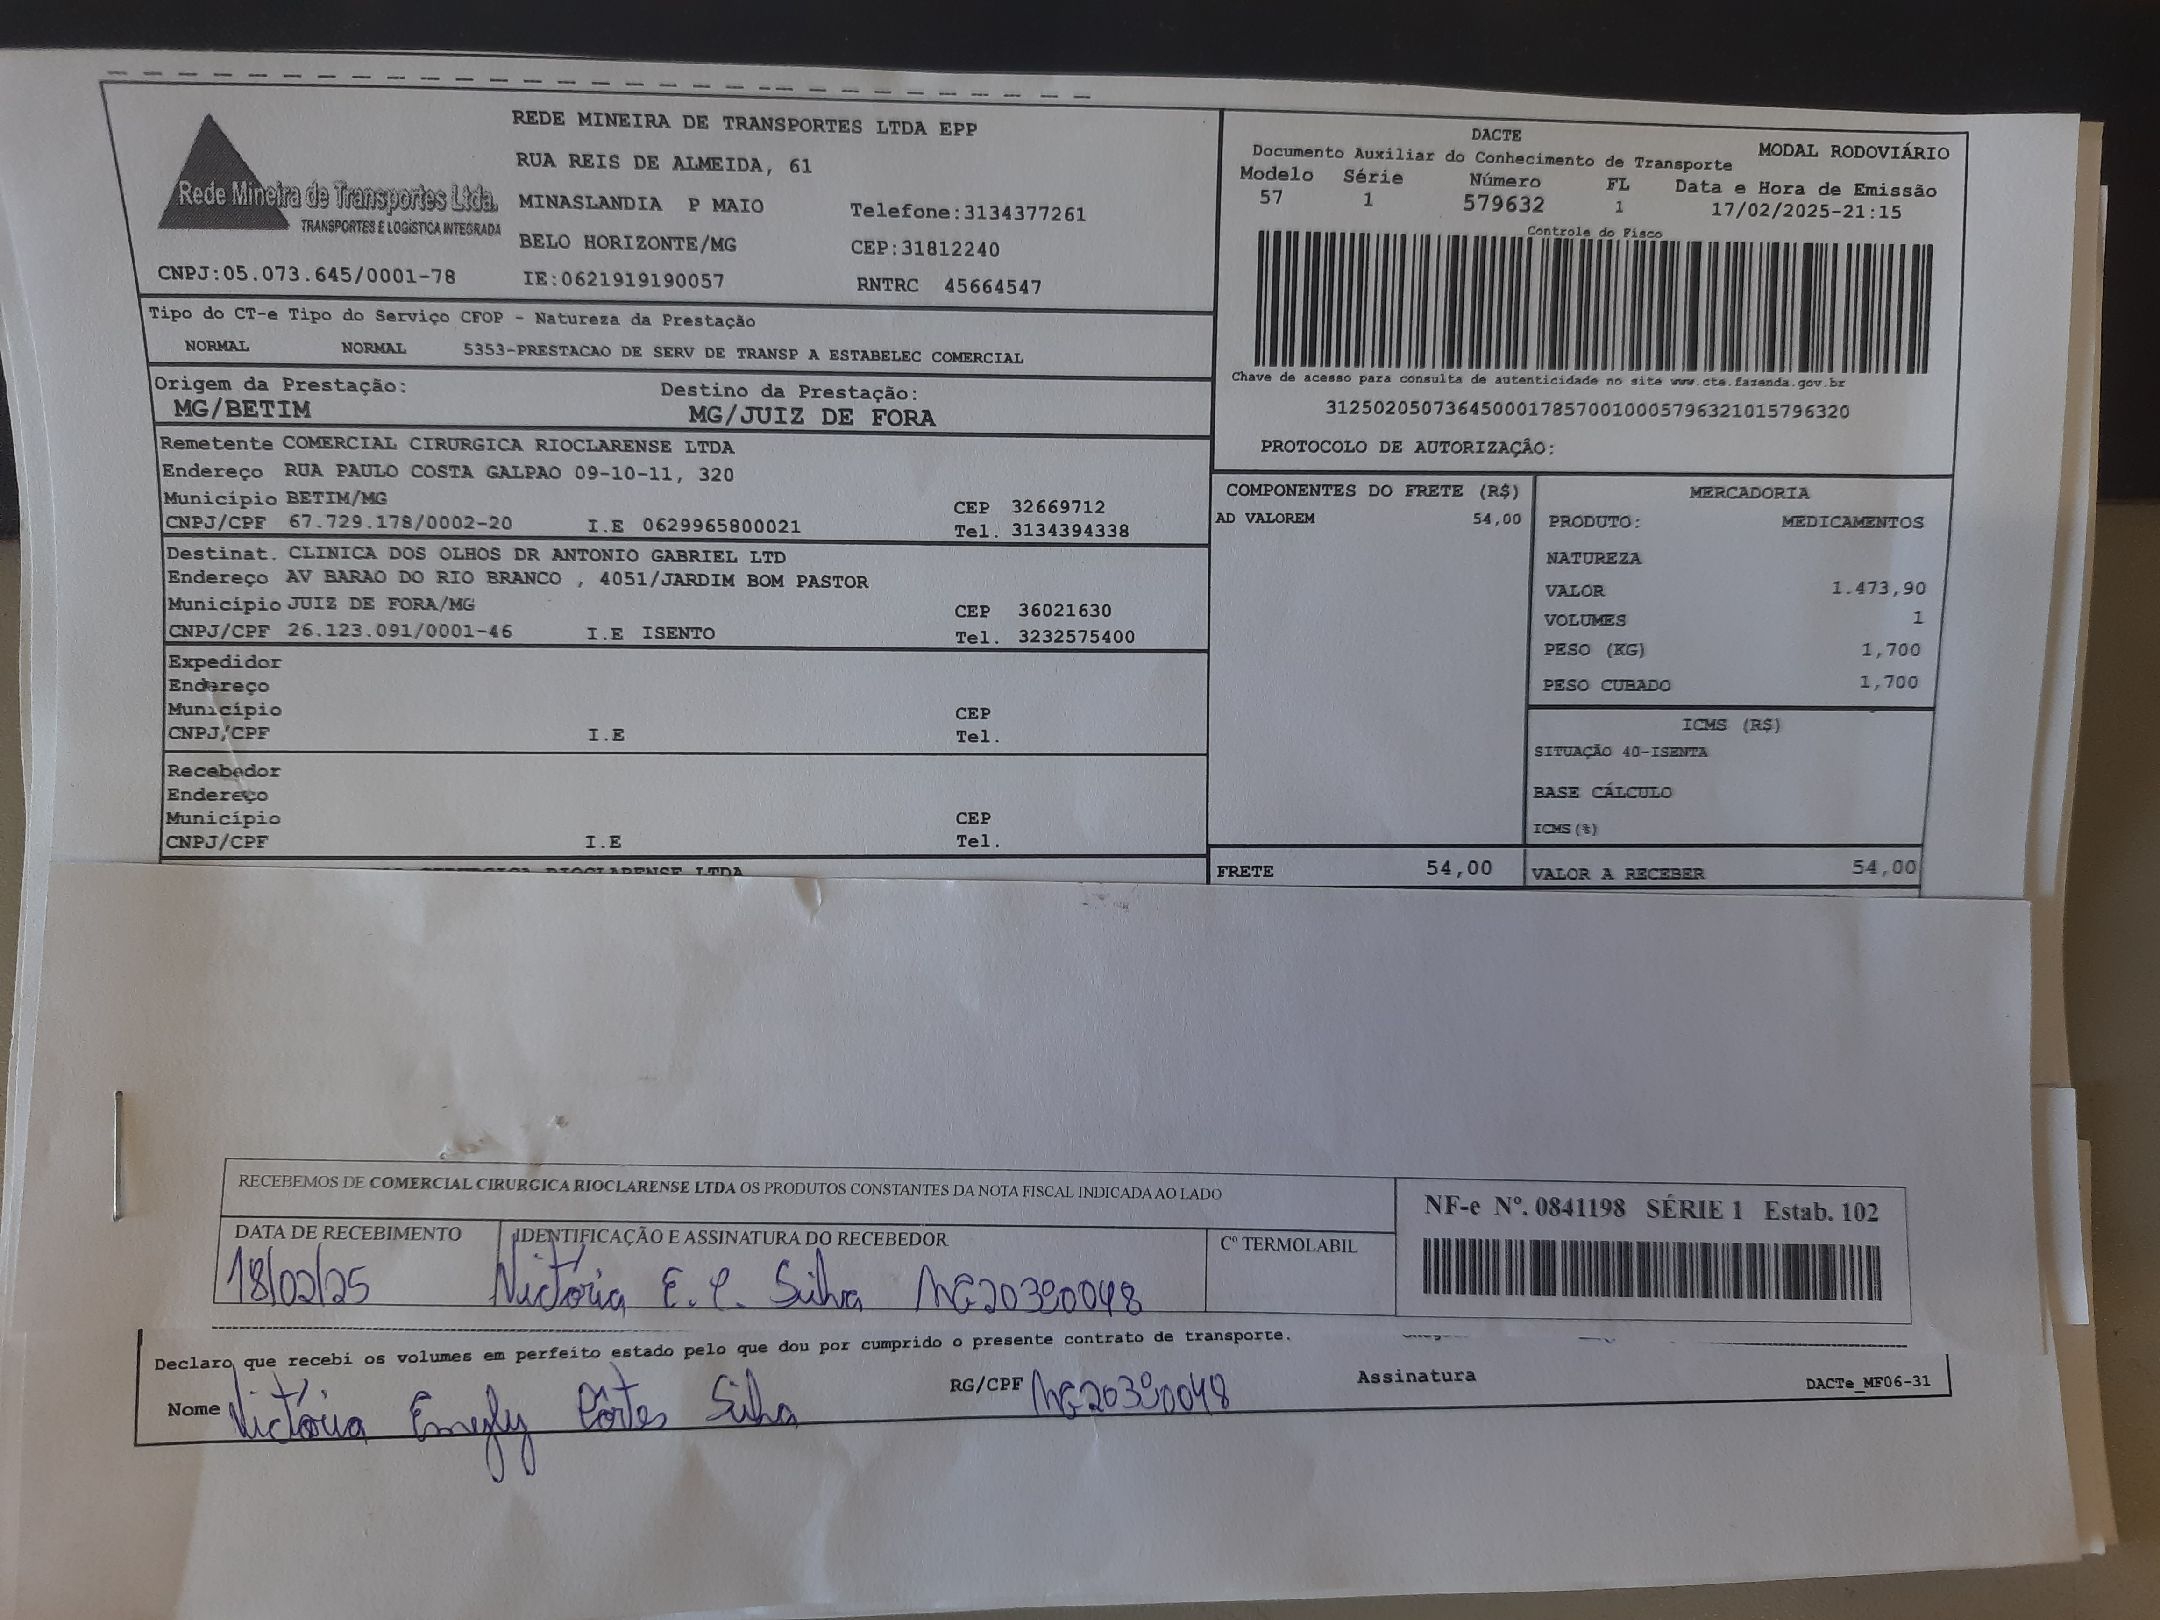 REDE MINEIRA DE TRANSPORTES LTDA EPP
RUA REIS DE ALMEIDA, 61
Rede Mineira de Transportes Ltda.
TRANSPORTES E LOGÍSTICA INTEGRADA
MINASLANDIA P MAIO Telefone:3134377261
BELO HORIZONTE/MG CEP:31812240
CNPJ:05.073.645/0001-78 IE:0621919190057 RNTRC 45664547
DACTE MODAL RODOVIÁRIO
Documento Auxiliar do Conhecimento de Transporte
Modelo Série Número FL Data e Hora de Emissão
57 1 579632 1 17/02/2025-21:15
Controle do Fisco
Chave de acesso para consulta de autenticidade no site www.cte.fazenda.gov.br
31250205073645000178570010005796321015796320
PROTOCOLO DE AUTORIZAÇÂO:
Tipo do CT-e Tipo do Serviço CFOP - Natureza da Prestação
NORMAL NORMAL 5353-PRESTACAO DE SERV DE TRANSP A ESTABELEC COMERCIAL
Origem da Prestação: Destino da Prestação:
MG/BETIM MG/JUIZ DE FORA
Remetente COMERCIAL CIRURGICA RIOCLARENSE LTDA
Endereço RUA PAULO COSTA GALPAO 09-10-11, 320
Município BETIM/MG CEP 32669712
CNPJ/CPF 67.729.178/0002-20 I.E 0629965800021 Tel. 3134394338
Destinat. CLINICA DOS OLHOS DR ANTONIO GABRIEL LTD
Endereço AV BARAO DO RIO BRANCO , 4051/JARDIM BOM PASTOR
Município JUIZ DE FORA/MG CEP 36021630
CNPJ/CPF 26.123.091/0001-46 I.E ISENTO Tel. 3232575400
Expedidor
Endereço
Município CEP
CNPJ/CPF I.E Tel.
Recebedor
Endereço
Município CEP
CNPJ/CPF I.E Tel.
CIRURGICA RIOCLARENSE LTDA
COMPONENTES DO FRETE (R$)
AD VALOREM 54,00
MERCADORIA
PRODUTO: MEDICAMENTOS
NATUREZA
VALOR 1.473,90
VOLUMES 1
PESO (KG) 1,700
PESO CUBADO 1,700
ICMS (R$)
SITUAÇÃO 40-ISENTA
BASE CÁLCULO
ICMS(%)
FRETE 54,00 VALOR A RECEBER 54,00
RECEBEMOS DE COMERCIAL CIRURGICA RIOCLARENSE LTDA OS PRODUTOS CONSTANTES DA NOTA FISCAL INDICADA AO LADO
DATA DE RECEBIMENTO IDENTIFICAÇÃO E ASSINATURA DO RECEBEDOR Cº TERMOLABIL
18/02/25 Victória E. P. Silva MG20390048
NF-e Nº. 0841198 SÉRIE 1 Estab. 102
Declaro que recebi os volumes em perfeito estado pelo que dou por cumprido o presente contrato de transporte.
Nome Victória Emyly Pôrtes Silva RG/CPF MG20390048 Assinatura DACTe_MF06-31